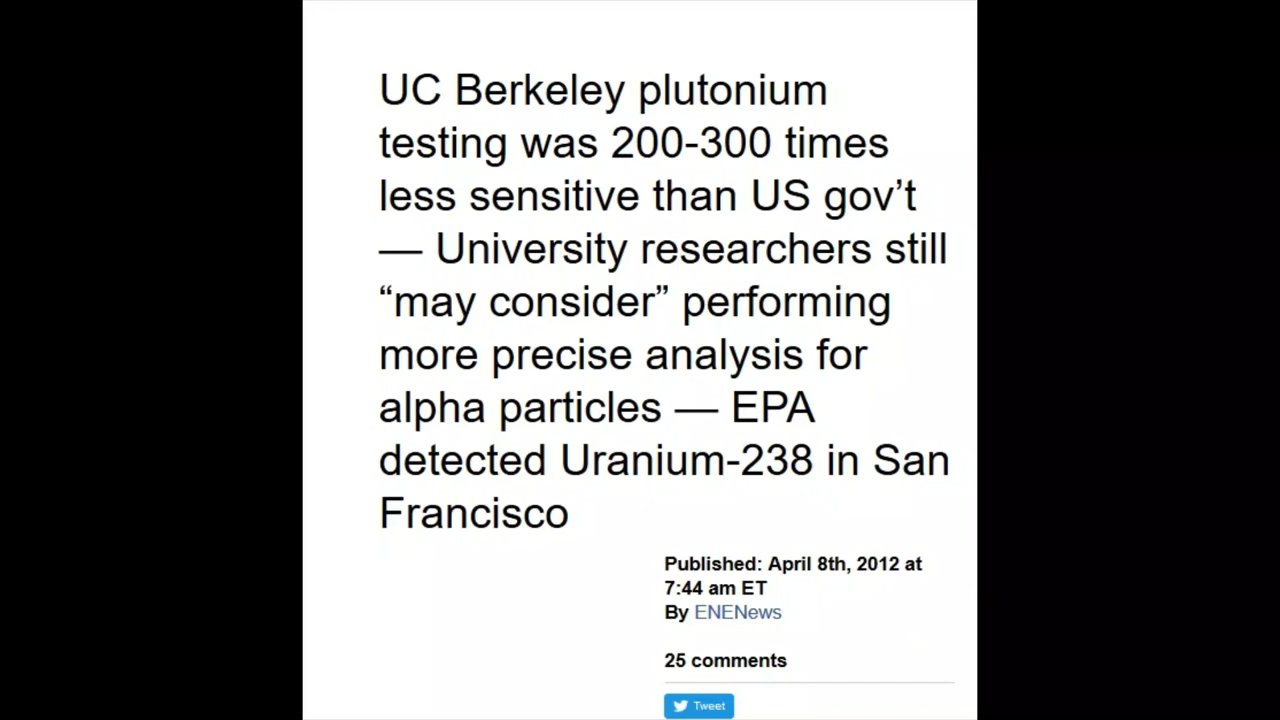 UC Berkeley plutonium
testing was 200-300 times
less sensitive than US gov’t
— University researchers still
“may consider” performing
more precise analysis for
alpha particles — EPA
detected Uranium-238 in San
Francisco
Published: April 8th, 2012 at
7:44 am ET
By ENENews
25 comments
Tweet